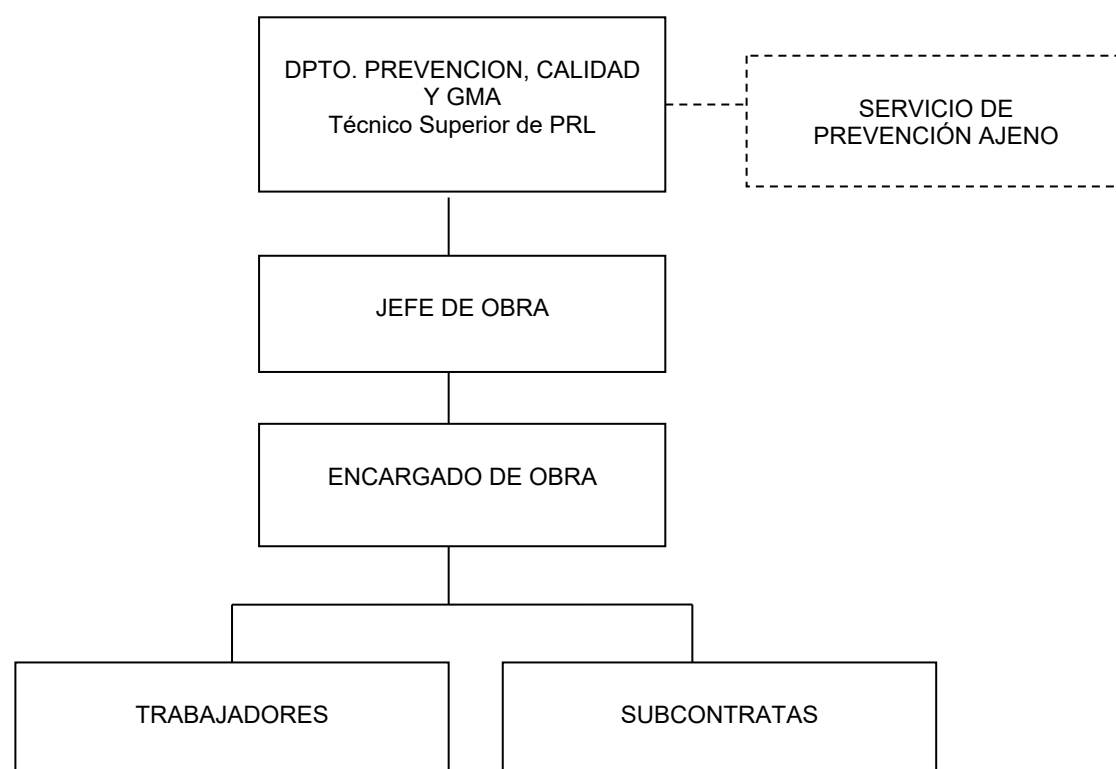 DPTO. PREVENCION, CALIDAD
Y GMA
Técnico Superior de PRL
SERVICIO DE
PREVENCIÓN AJENO
JEFE DE OBRA
ENCARGADO DE OBRA
TRABAJADORES
SUBCONTRATAS